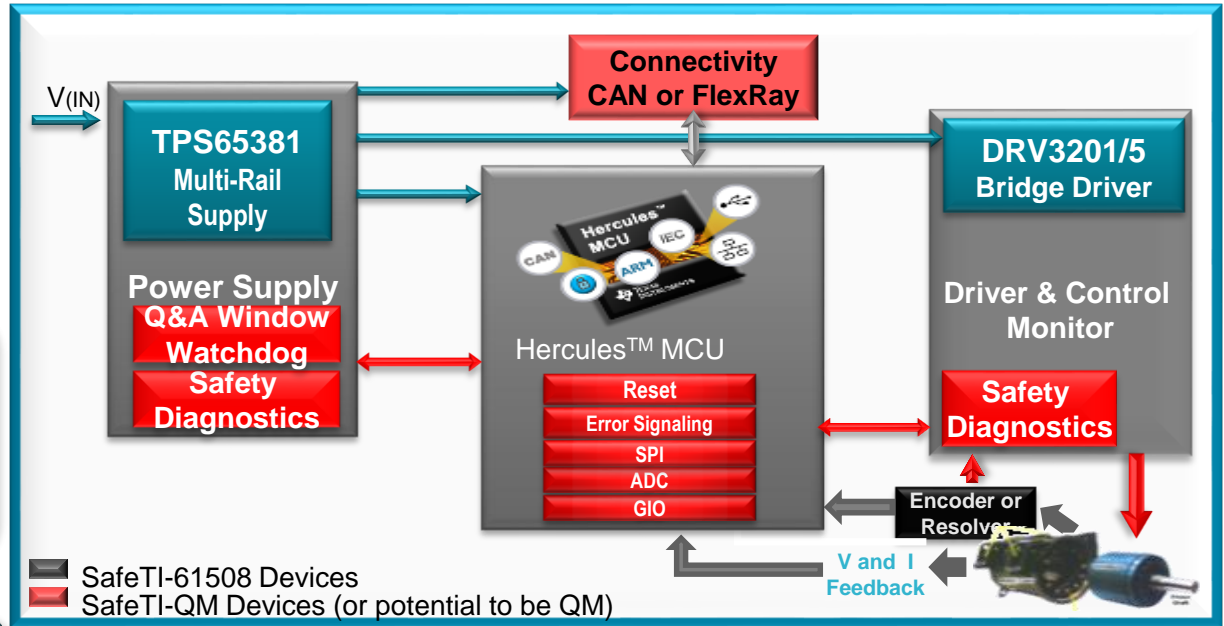 Connectivity
CAN or FlexRay
V(IN)
TPS65381
Multi-Rail
Supply
Power Supply
Q&A Window
Watchdog
Safety
Diagnostics
Hercules™
MCU
CAN
IEC
ARM
TEXAS
INSTRUMENTS
Hercules™ MCU
Reset
Error Signaling
SPI
ADC
GIO
DRV3201/5
Bridge Driver
Driver & Control
Monitor
Safety
Diagnostics
Encoder or
Resolver
V and I
Feedback
SafeTI-61508 Devices
SafeTI-QM Devices (or potential to be QM)